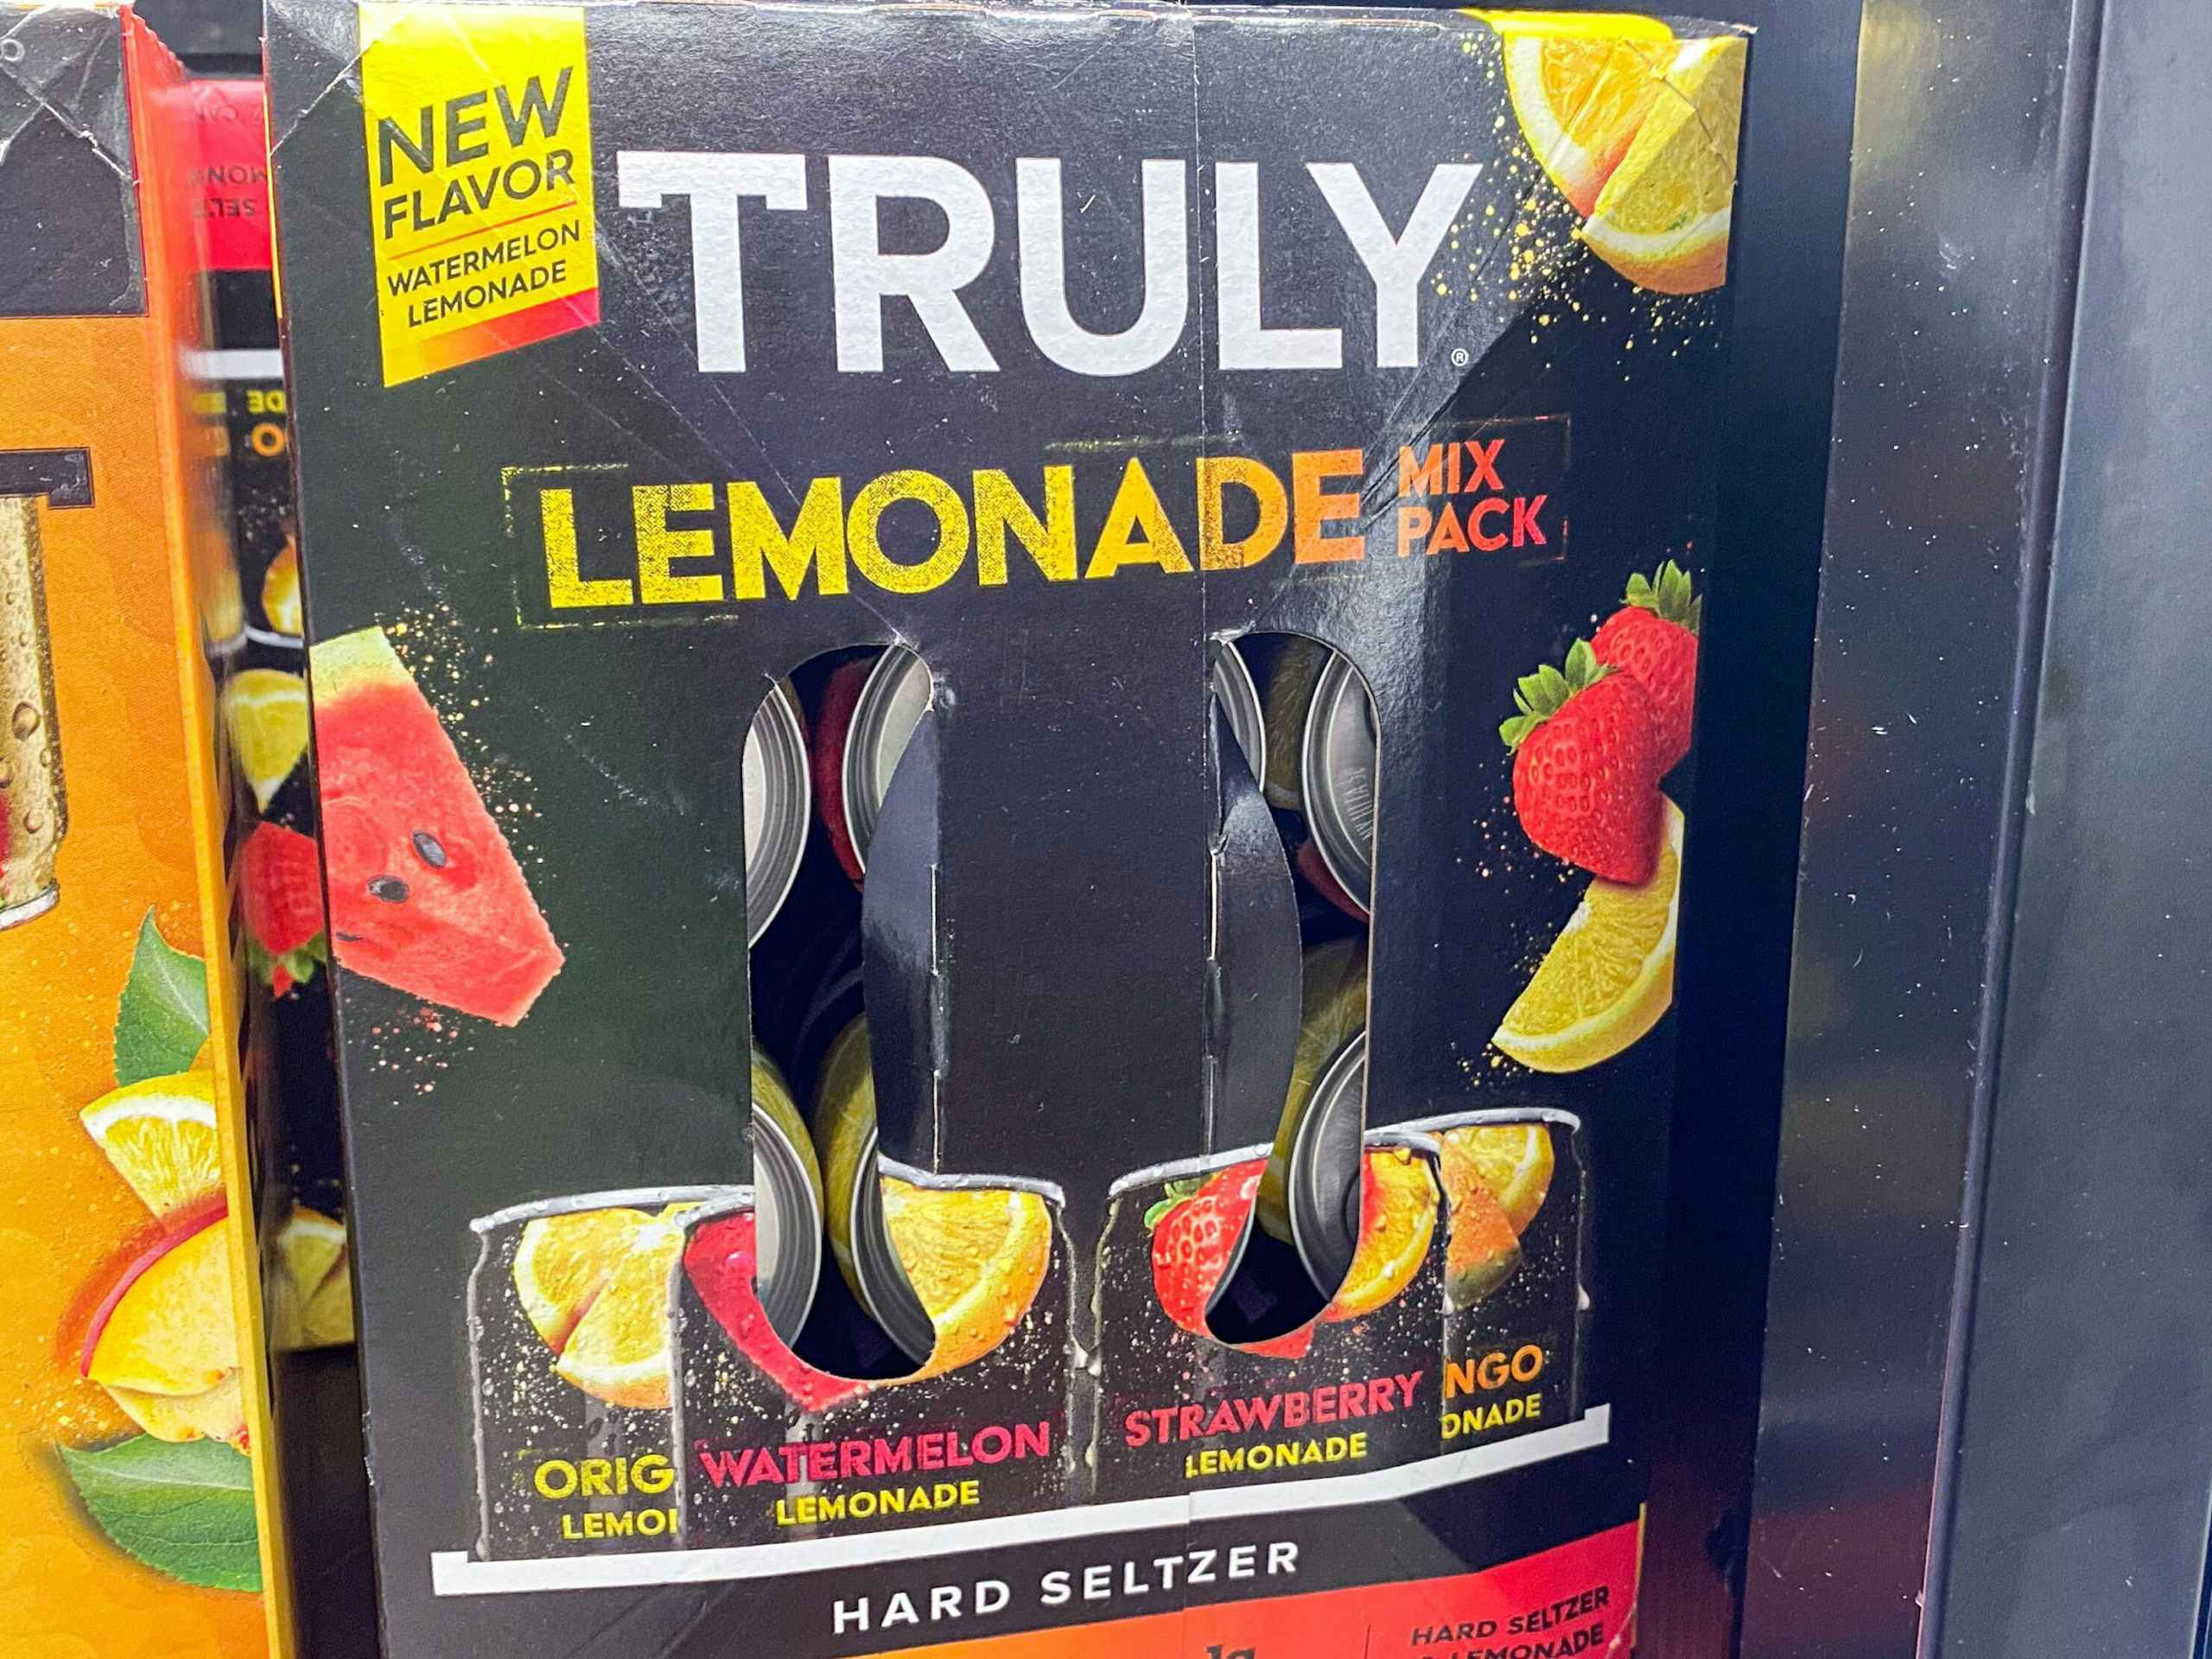 NEW
FLAVOR
WATERMELON
LEMONADE
TRULY®
LEMONADE
MIX
PACK
ORIG
LEMO
WATERMELON
LEMONADE
STRAWBERRY
LEMONADE
NGO
ONADE
HARD SELTZER
1g
HARD SELTZER
LEMONADE